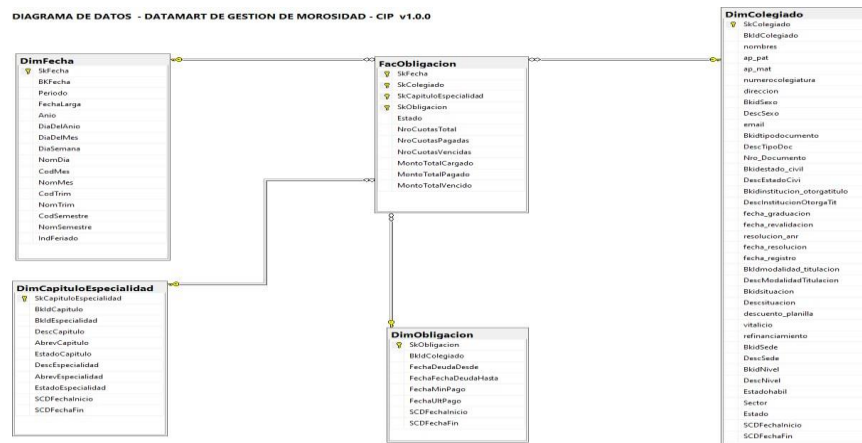 DIAGRAMA DE DATOS - DATAMART DE GESTION DE MOROSIDAD - CIP v1.0.0
DimFecha
SkFecha
BKFecha
Periodo
FechaLarga
Anio
DiaDelAnio
DiaDelMes
DiaSemana
NomDia
CodMes
NomMes
CodTrim
NomTrim
CodSemestre
NomSemestre
IndFeriado
FacObligacion
SkFecha
SkColegiado
SkCapituloEspecialidad
SkObligacion
Estado
NroCuotasTotal
NroCuotasPagadas
NroCuotasVencidas
MontoTotalCargado
MontoTotalPagado
MontoTotalVencido
DimColegiado
SkColegiado
BkIdColegiado
nombres
ap_pat
ap_mat
numerocolegiatura
direccion
BkidSexo
DescSexo
email
Bkidtipodocumento
DescTipoDoc
Nro_Documento
Bkidestado_civil
DescEstadoCivi
Bkidinstitucion_otorgatitulo
DescInstitucionOtorgaTit
fecha_graduacion
fecha_revalidacion
resolucion_anr
fecha_resolucion
fecha_registro
BkIdmodalidad_titulacion
DescModalidadTitulacion
Bkidsituacion
Descsituacion
descuento_planilla
vitalicio
refinanciamiento
BkidSede
DescSede
BkidNivel
DescNivel
Estadohabil
Sector
Estado
SCDFechaInicio
SCDFechaFin
DimCapituloEspecialidad
SkCapituloEspecialidad
BkIdCapitulo
BkIdEspecialidad
DescCapitulo
AbrevCapitulo
EstadoCapitulo
DescEspecialidad
AbrevEspecialidad
EstadoEspecialidad
SCDFechaInicio
SCDFechaFin
DimObligacion
SkObligacion
BkIdColegiado
FechaDeudaDesde
FechaFechaDeudaHasta
FechaMinPago
FechaUltPago
SCDFechaInicio
SCDFechaFin